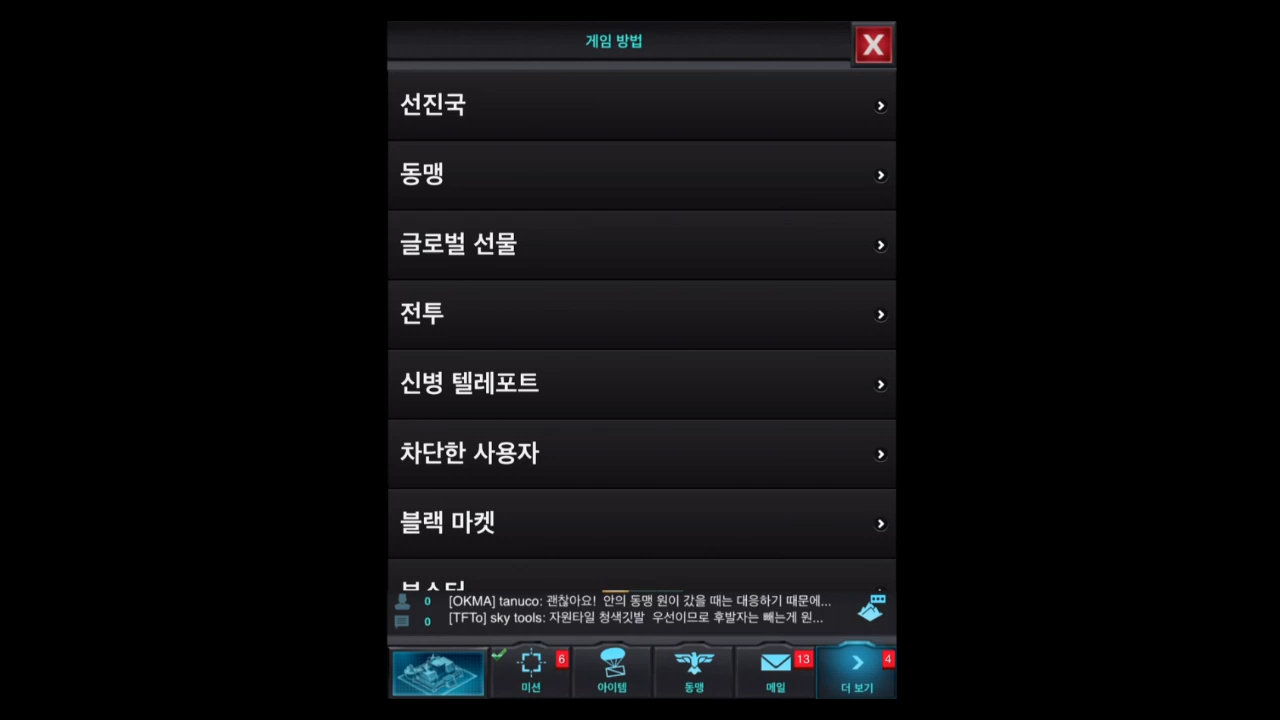 게임 방법
X
선진국
동맹
글로벌 선물
전투
신병 텔레포트
차단한 사용자
블랙 마켓
0 [OKMA] tanuco: 괜찮아요! 안의 동맹 원이 갔을 때는 대응하기 때문에...
0 [TFTo] sky tools: 자원타일 청색깃발 우선이므로 후발자는 빼는게 원...
6
13
4
미션
아이템
동맹
메일
더 보기